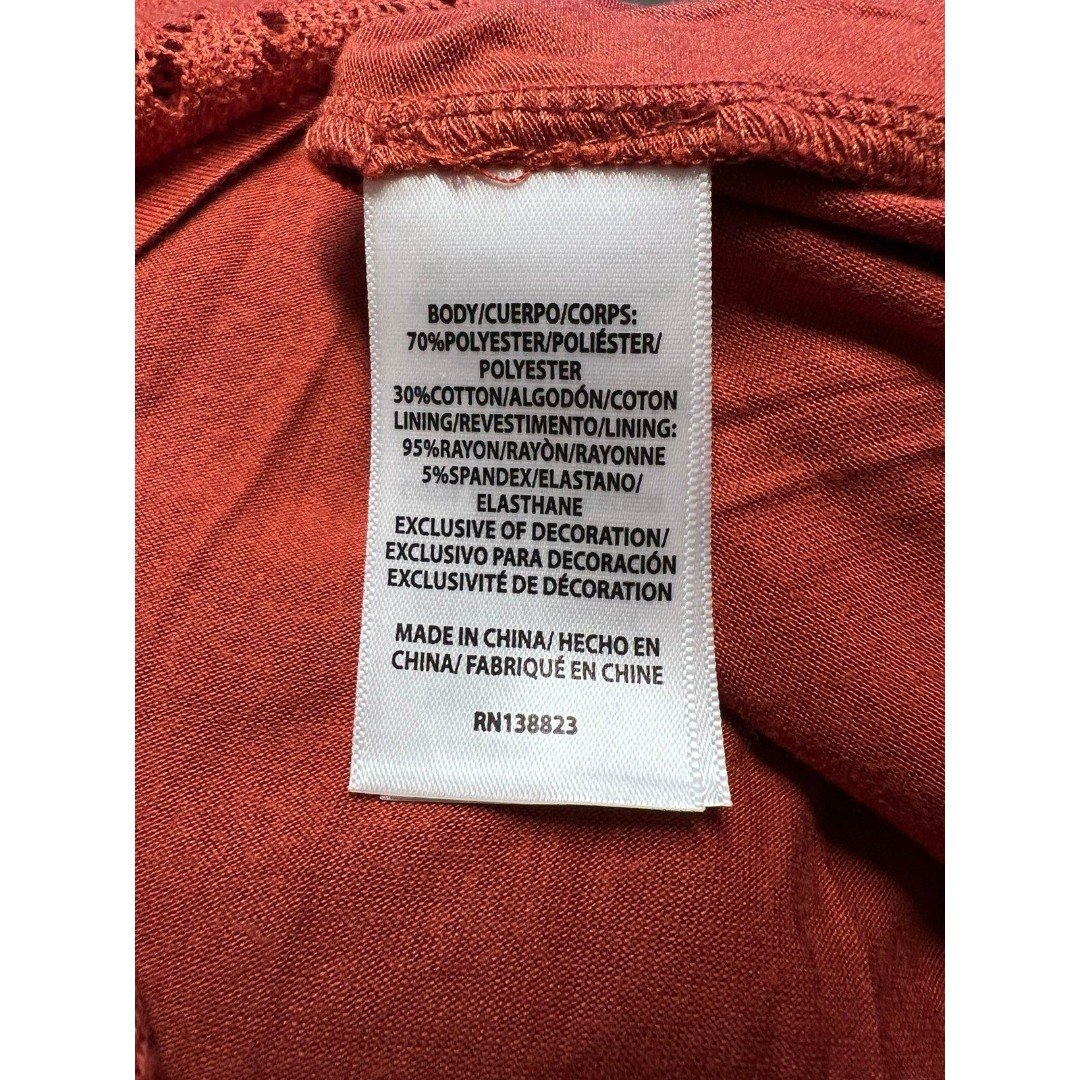 BODY/CUERPO/CORPS:
70%POLYESTER/POLIÉSTER/
POLYESTER
30%COTTON/ALGODÓN/COTON
LINING/REVESTIMENTO/LINING:
95%RAYON/RAYÒN/RAYONNE
5%SPANDEX/ELASTANO/
ELASTHANE
EXCLUSIVE OF DECORATION/
EXCLUSIVO PARA DECORACIÓN
EXCLUSIVITÉ DE DÉCORATION
MADE IN CHINA/ HECHO EN
CHINA/ FABRIQUÉ EN CHINE
RN138823